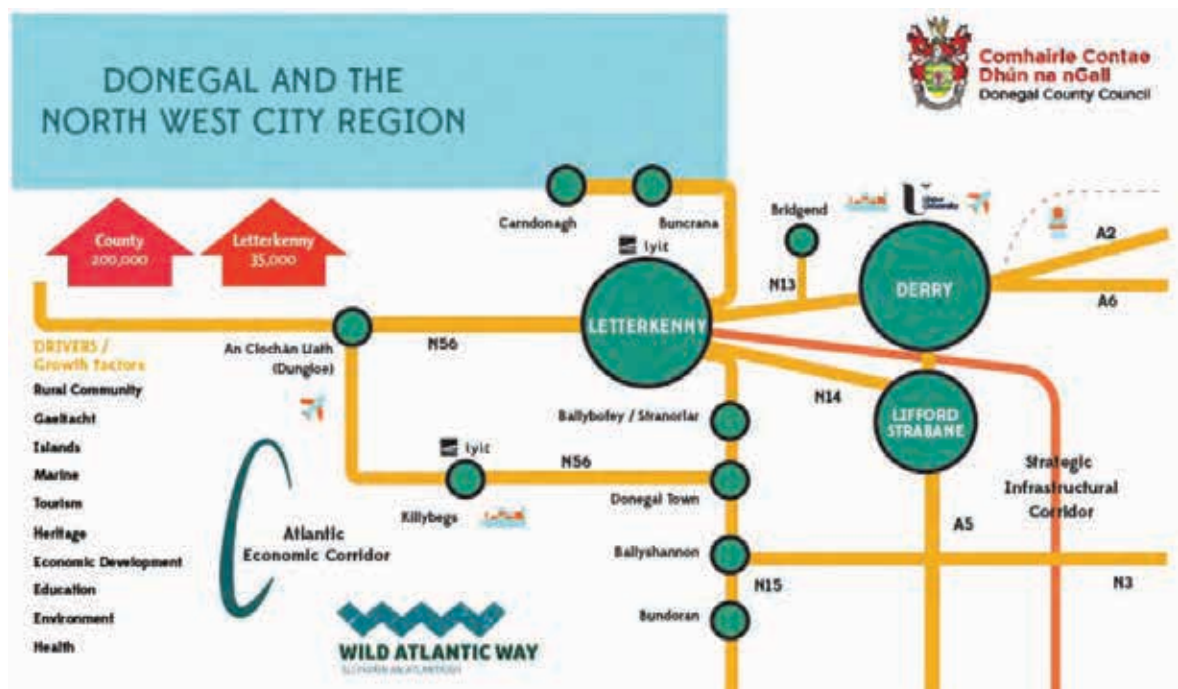 DONEGAL AND THE
NORTH WEST CITY REGION
Comhairle Contae
Dhún na nGall
Donegal County Council
County
200,000
Letterkenny
35,000
Carndonagh
Buncrana
Bridgend
lyit
DERRY
A2
A6
N13
LETTERKENNY
N56
An Clochán Liath
(Dungloe)
DRIVERS /
Growth factors
Rural Community
Gaeltacht
Islands
Marine
Tourism
Heritage
Economic Development
Education
Environment
Health
N14
LIFFORD
STRABANE
Ballybofey / Stranorlar
lyit
N56
Killybegs
Donegal Town
Strategic
Infrastructural
Corridor
Atlantic
Economic Corridor
A5
Ballyshannon
N15
N3
Bundoran
WILD ATLANTIC WAY